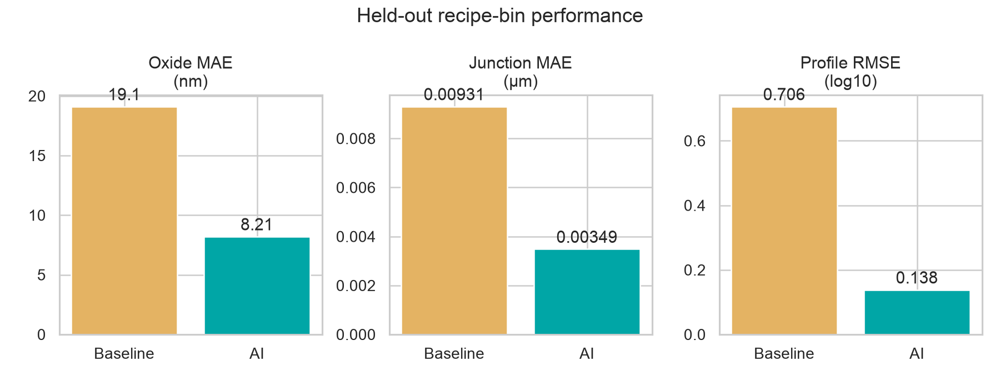 Held-out recipe-bin performance
Oxide MAE
(nm)
20
15
10
5
0
19.1
8.21
Baseline
AI
Junction MAE
(μm)
0.008
0.006
0.004
0.002
0.000
0.00931
0.00349
Baseline
AI
Profile RMSE
(log10)
0.6
0.4
0.2
0.0
0.706
0.138
Baseline
AI